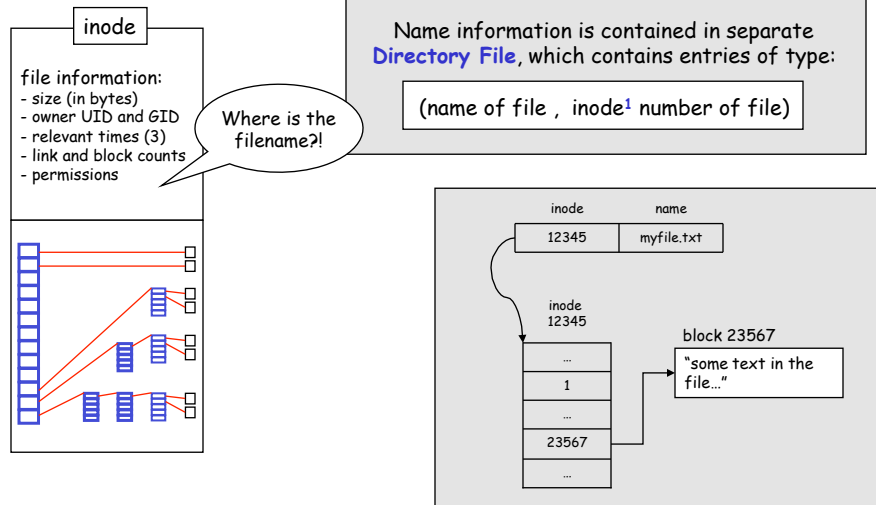 inode
file information:
- size (in bytes)
- owner UID and GID
- relevant times (3)
- link and block counts
- permissions
Where is the
filename?!
Name information is contained in separate
Directory File, which contains entries of type:
(name of file , inode¹ number of file)
inode name
12345 myfile.txt
inode
12345
…
1
…
23567
…
block 23567
“some text in the
file…”